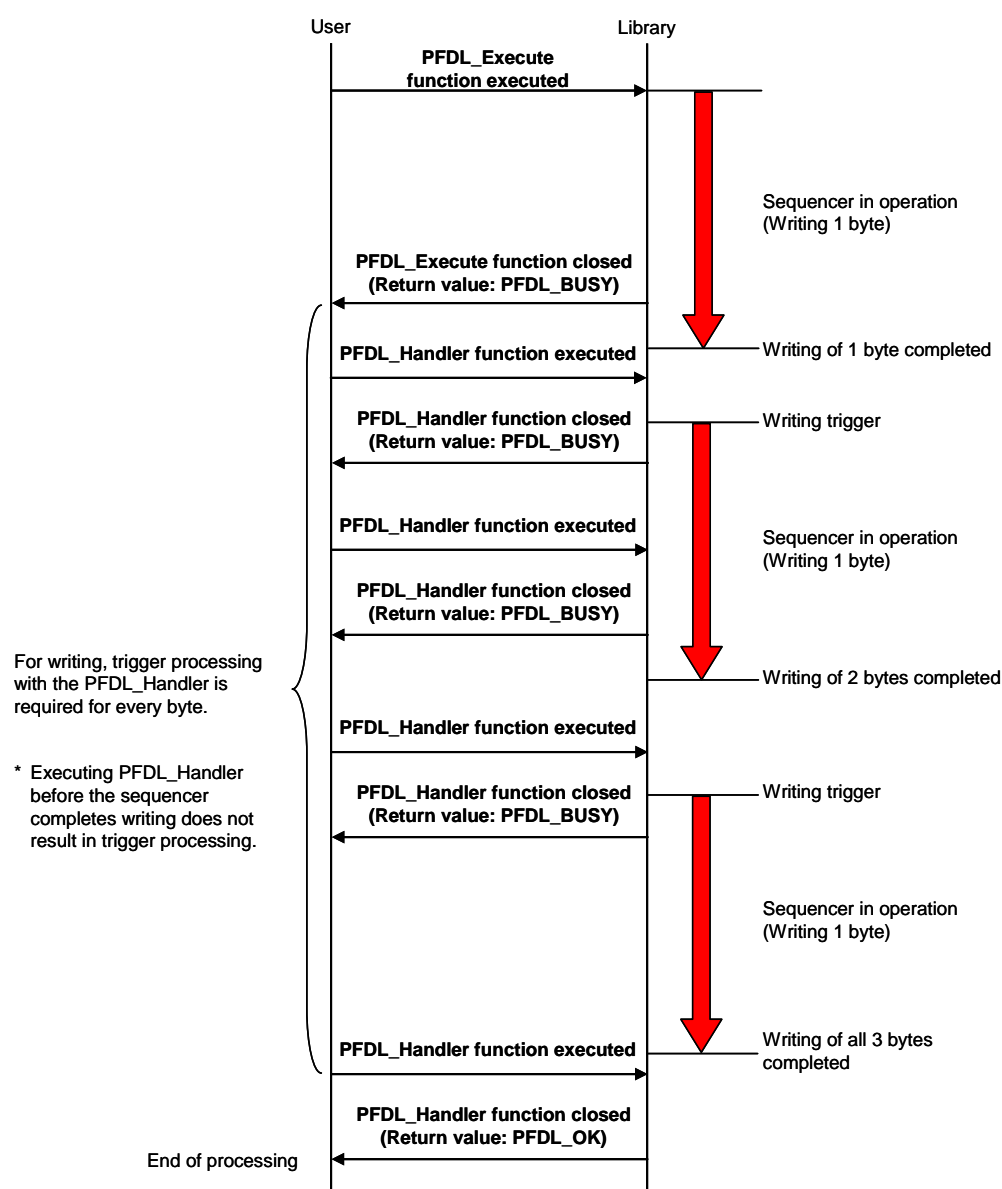 User
Library
PFDL_Execute
function executed
Sequencer in operation
(Writing 1 byte)
PFDL_Execute function closed
(Return value: PFDL_BUSY)
PFDL_Handler function executed
Writing of 1 byte completed
PFDL_Handler function closed
(Return value: PFDL_BUSY)
Writing trigger
PFDL_Handler function executed
Sequencer in operation
(Writing 1 byte)
PFDL_Handler function closed
(Return value: PFDL_BUSY)
For writing, trigger processing
with the PFDL_Handler is
required for every byte.
Writing of 2 bytes completed
PFDL_Handler function executed
* Executing PFDL_Handler
before the sequencer
completes writing does not
result in trigger processing.
PFDL_Handler function closed
(Return value: PFDL_BUSY)
Writing trigger
Sequencer in operation
(Writing 1 byte)
PFDL_Handler function executed
Writing of all 3 bytes
completed
PFDL_Handler function closed
(Return value: PFDL_OK)
End of processing